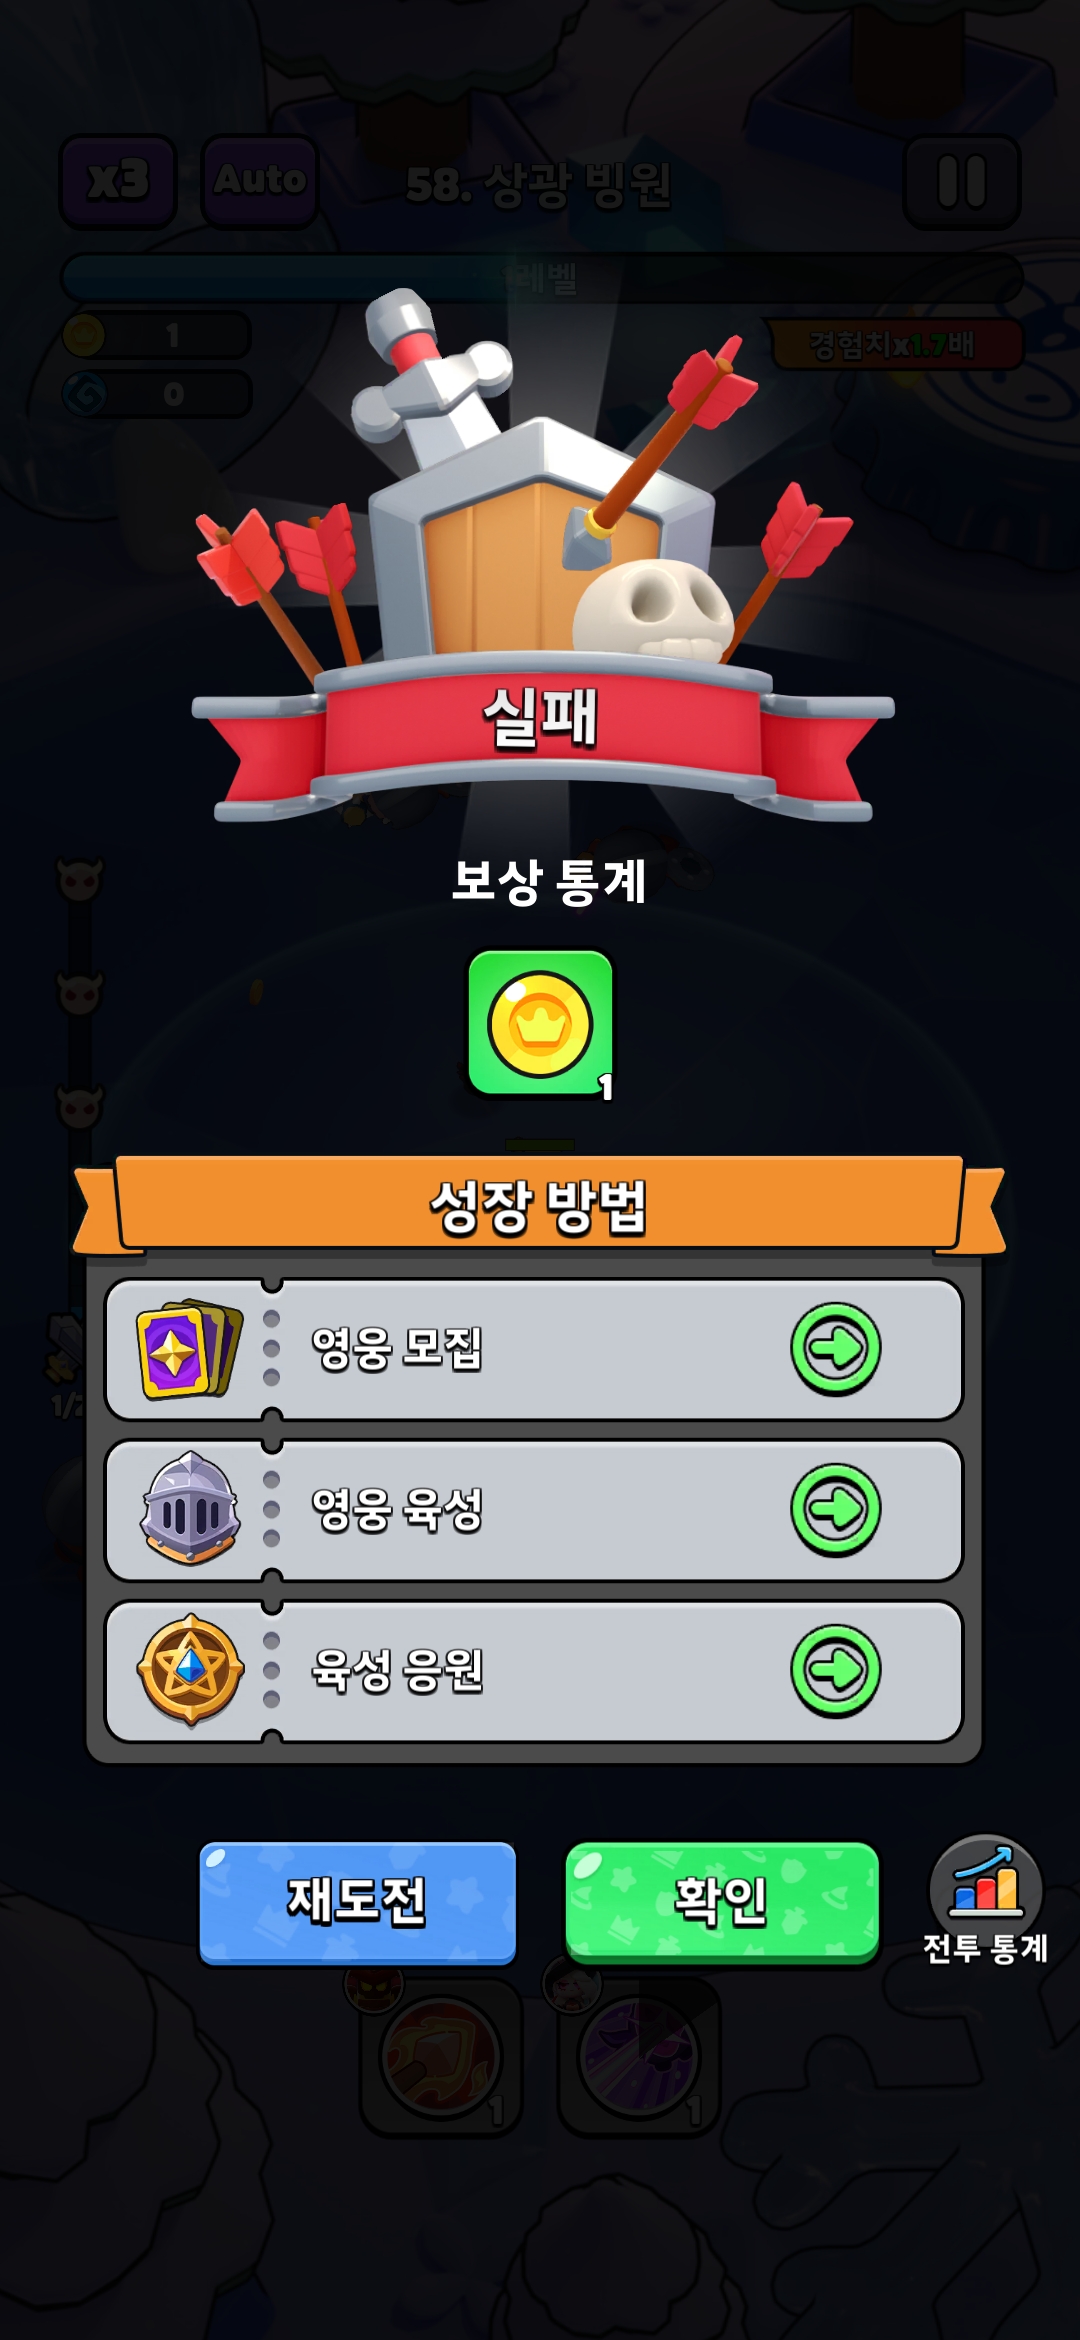 x3
Auto
58. 상광 빙원
레벨
1
경험치x1.7배
0
실패
보상 통계
1
성장 방법
영웅 모집
영웅 육성
육성 응원
재도전
확인
전투 통계
1
1